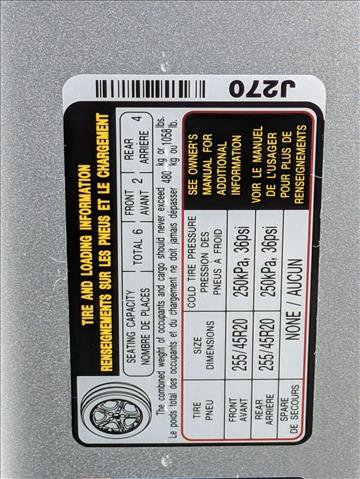 J270
TIRE AND LOADING INFORMATION
RENSEIGNEMENTS SUR LES PNEUS ET LE CHARGEMENT
SEATING CAPACITY
NOMBRE DE PLACES
TOTAL 6
FRONT
AVANT 2
REAR
ARRIÈRE 4
The combined weight of occupants and cargo should never exceed 480 kg or 1058 lbs.
Le poids total des occupants et du chargement ne doit jamais dépasser 480 kg ou 1058 lb.
TIRE
PNEU
SIZE
DIMENSIONS
COLD TIRE PRESSURE
PRESSION DES
PNEUS À FROID
FRONT
AVANT
255/45R20
250kPa, 36psi
REAR
ARRIÈRE
255/45R20
250kPa, 36psi
SPARE
DE SECOURS
NONE / AUCUN
SEE OWNER'S
MANUAL FOR
ADDITIONAL
INFORMATION
VOIR LE MANUEL
DE L'USAGER
POUR PLUS DE
RENSEIGNEMENTS